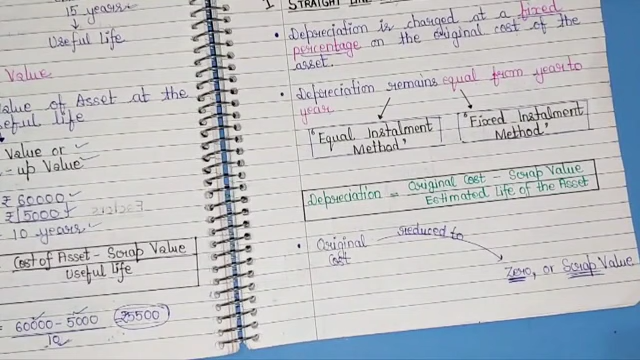 15 years
Useful life
Value
Value of Asset at the
useful life
Value or
- up Value
₹ 60000
₹ 5000
10 years
Cost of Asset - Scrap Value
Useful life
= 60000 - 5000
10
5500
1 STRAIGHT LINE
• Depreciation is charged at a fixed
percentage on the original cost of the
asset.
• Depreciation remains equal from year to
year
"Equal Instalment
Method"
"Fixed Instalment
Method"
Depreciation = Original Cost - Scrap Value
Estimated Life of the Asset
• Original
Cost
reduced to
Zero, or Scrap Value